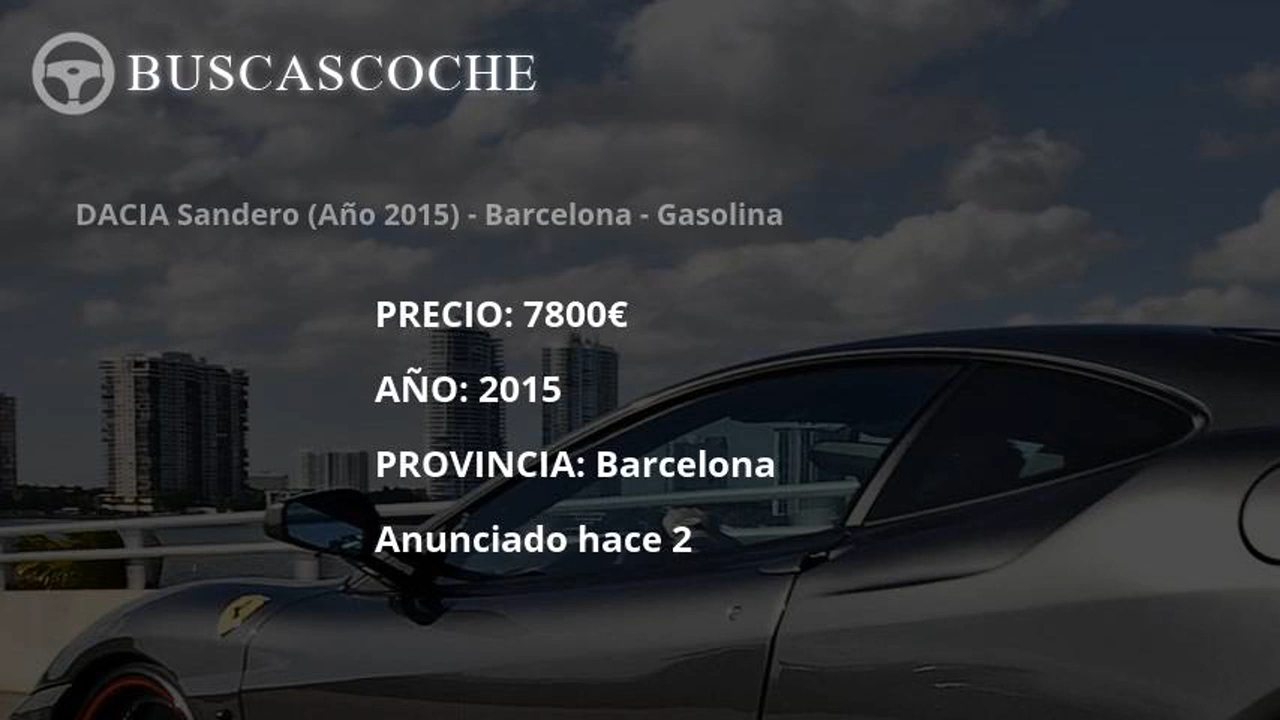 BUSCASCOCHE
DACIA Sandero (Año 2015) - Barcelona - Gasolina
PRECIO: 7800€
AÑO: 2015
PROVINCIA: Barcelona
Anunciado hace 2